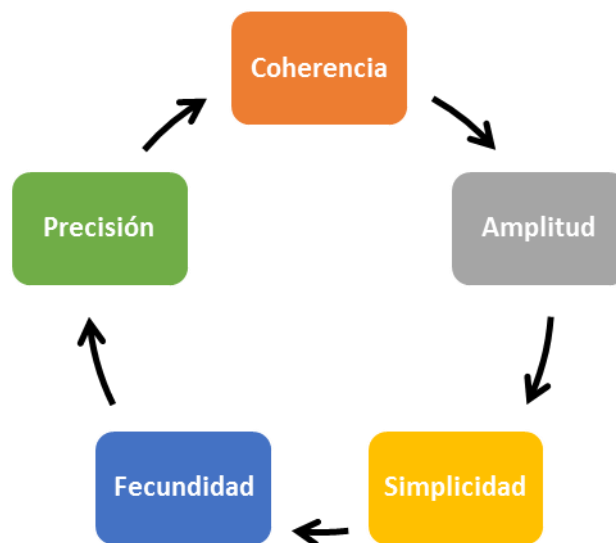 Coherencia
Amplitud
Simplicidad
Fecundidad
Precisión